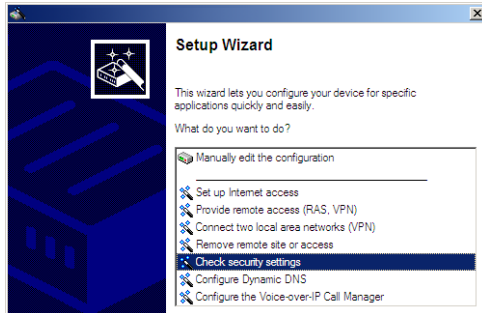 Setup Wizard
This wizard lets you configure your device for specific
applications quickly and easily.
What do you want to do?
Manually edit the configuration
Set up Internet access
Provide remote access (RAS, VPN)
Connect two local area networks (VPN)
Remove remote site or access
Check security settings
Configure Dynamic DNS
Configure the Voice-over-IP Call Manager